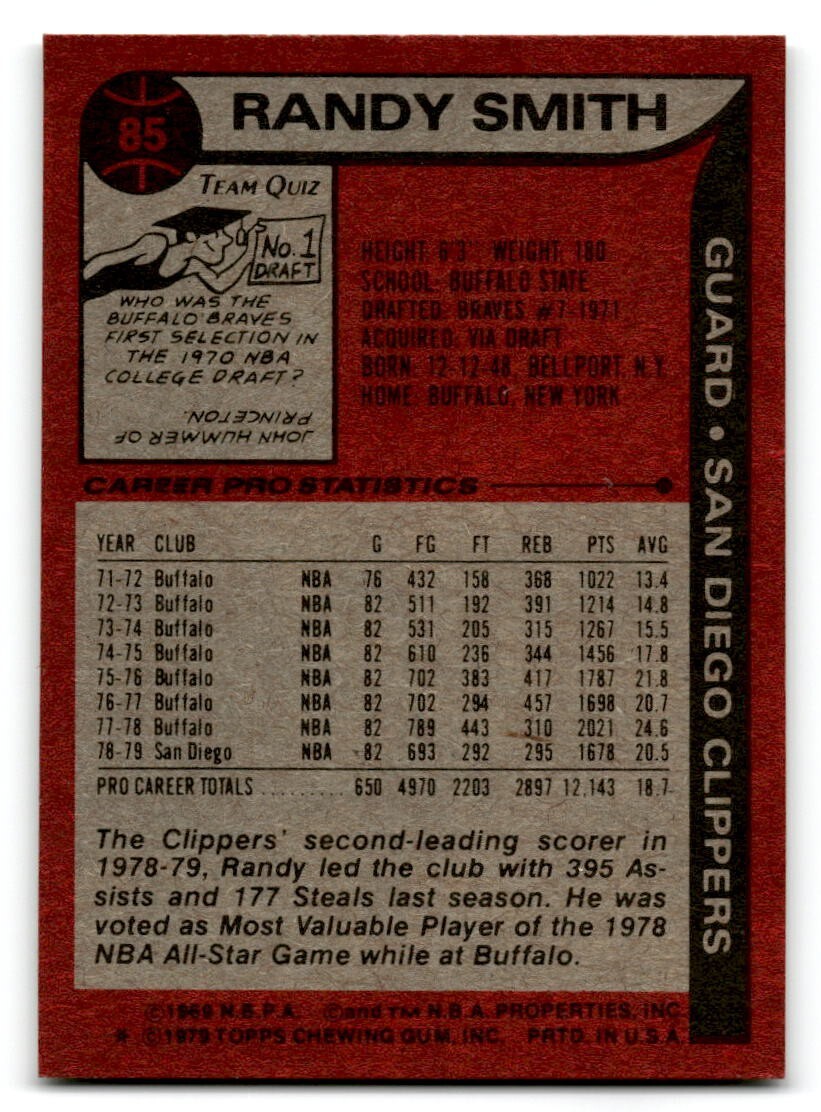 85
RANDY SMITH
TEAM QUIZ
No. 1
DRAFT
WHO WAS THE
BUFFALO BRAVES
FIRST SELECTION IN
THE 1970 NBA
COLLEGE DRAFT?
JOHN HUMMER OF
PRINCETON.
HEIGHT: 6'3" WEIGHT: 180
SCHOOL: BUFFALO STATE
DRAFTED: BRAVES #7-1971
ACQUIRED: VIA DRAFT
BORN: 12-12-48, BELLPORT, N.Y.
HOME: BUFFALO, NEW YORK
GUARD • SAN DIEGO CLIPPERS
CAREER PRO STATISTICS
YEAR CLUB G FG FT REB PTS AVG
71-72 Buffalo NBA 76 432 158 368 1022 13.4
72-73 Buffalo NBA 82 511 192 391 1214 14.8
73-74 Buffalo NBA 82 531 205 315 1267 15.5
74-75 Buffalo NBA 82 610 236 344 1456 17.8
75-76 Buffalo NBA 82 702 383 417 1787 21.8
76-77 Buffalo NBA 82 702 294 457 1698 20.7
77-78 Buffalo NBA 82 789 443 310 2021 24.6
78-79 San Diego NBA 82 693 292 295 1678 20.5
PRO CAREER TOTALS ......... 650 4970 2203 2897 12,143 18.7
The Clippers' second-leading scorer in
1978-79, Randy led the club with 395 As-
sists and 177 Steals last season. He was
voted as Most Valuable Player of the 1978
NBA All-Star Game while at Buffalo.
©1969 N.B.P.A. ©and TM N.B.A. PROPERTIES, INC.
* ©1979 TOPPS CHEWING GUM, INC. PRTD. IN U.S.A.